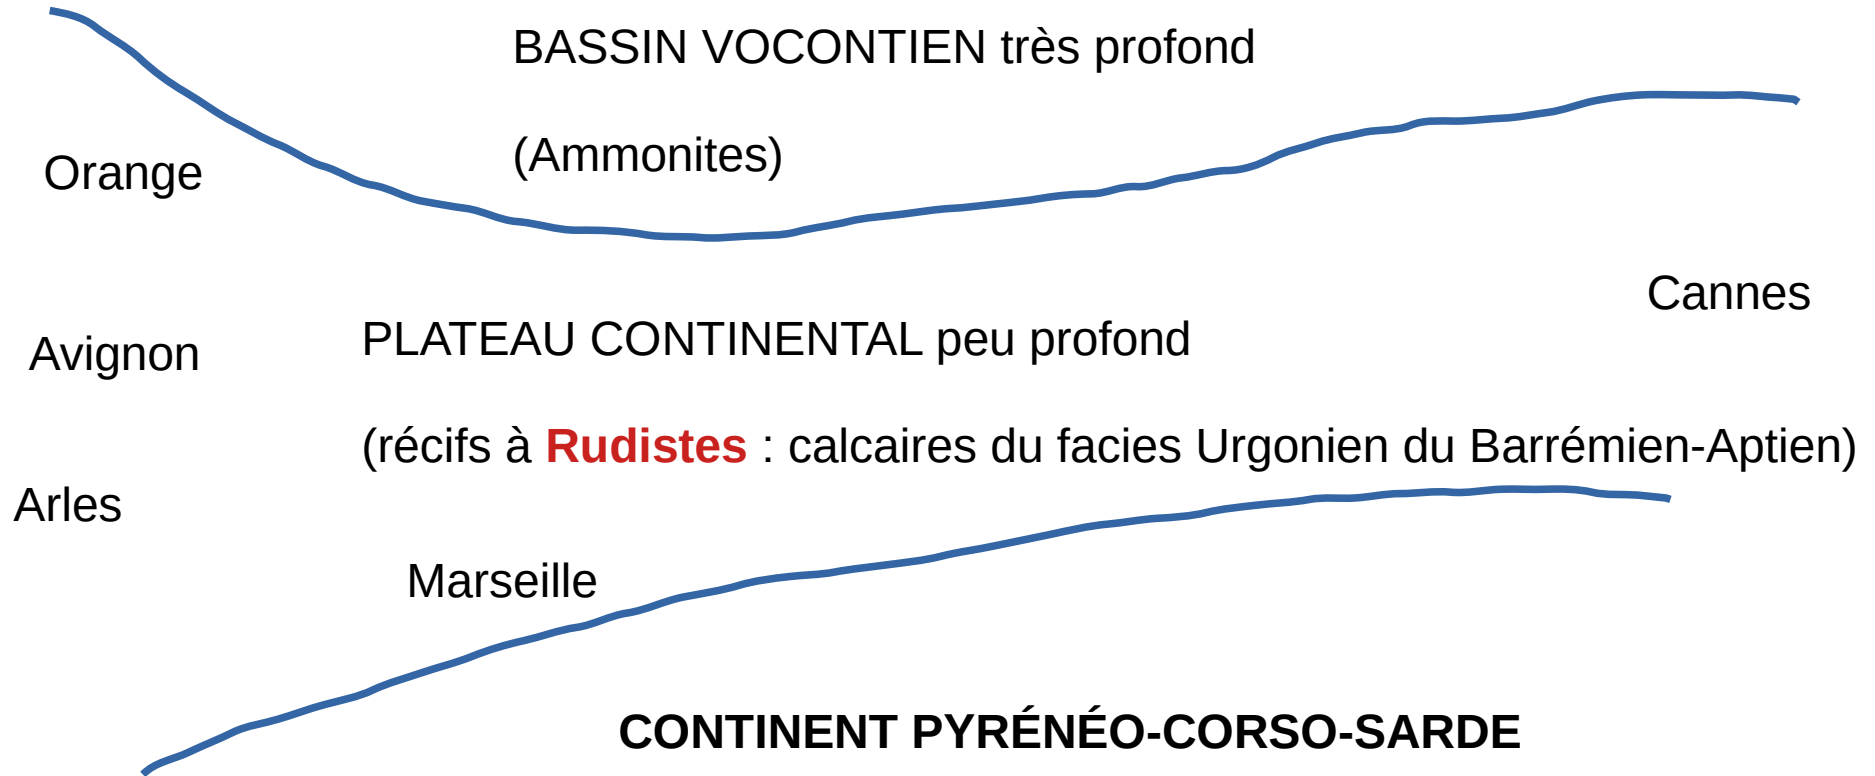 BASSIN VOCONTIEN très profond
(Ammonites)
Orange
Cannes
PLATEAU CONTINENTAL peu profond
Avignon
(récifs à Rudistes : calcaires du facies Urgonien du Barrémien-Aptien)
Arles
Marseille
CONTINENT PYRÉNÉO-CORSO-SARDE